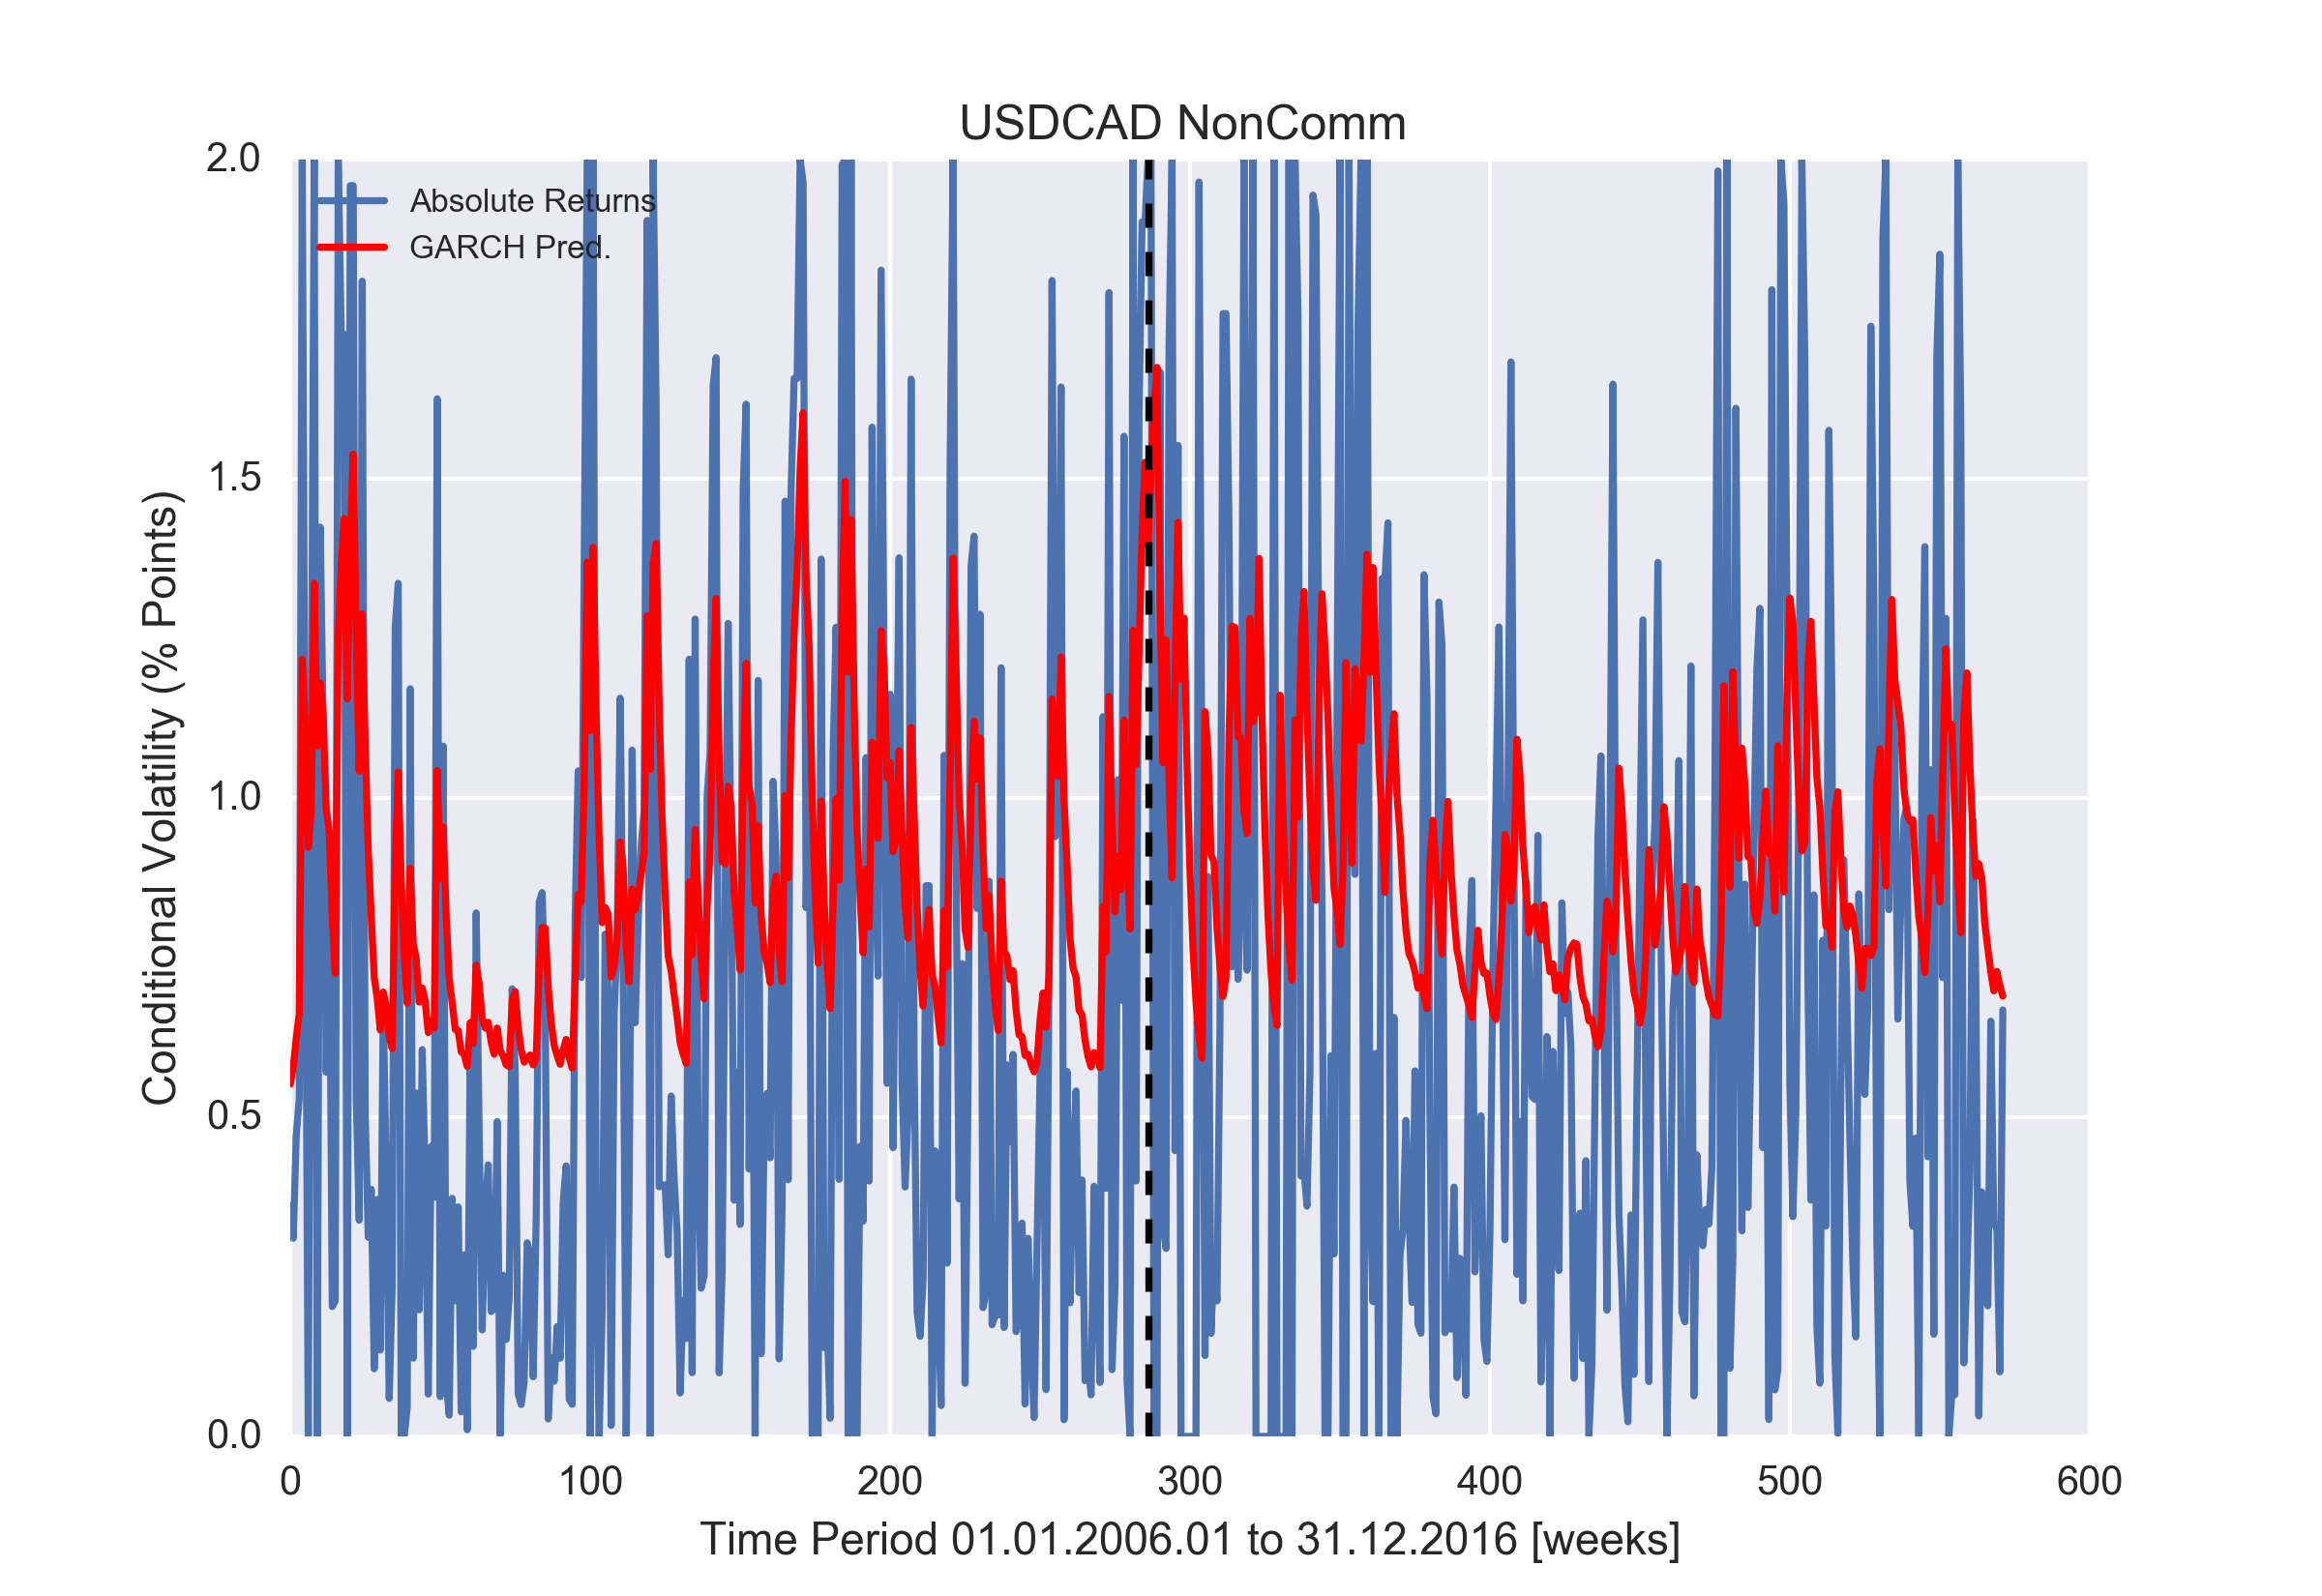 USDCAD NonComm
2.0
Absolute Returns
GARCH Pred.
1.5
1.0
0.5
0.0
Conditional Volatility (% Points)
0 100 200 300 400 500 600
Time Period 01.01.2006.01 to 31.12.2016 [weeks]